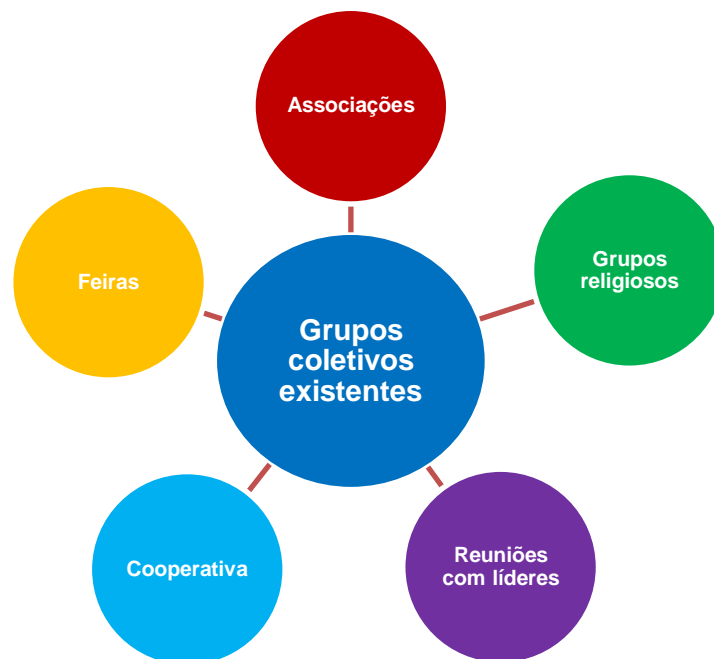 Associações
Grupos
religiosos
Feiras
Grupos
coletivos
existentes
Cooperativa
Reuniões
com líderes